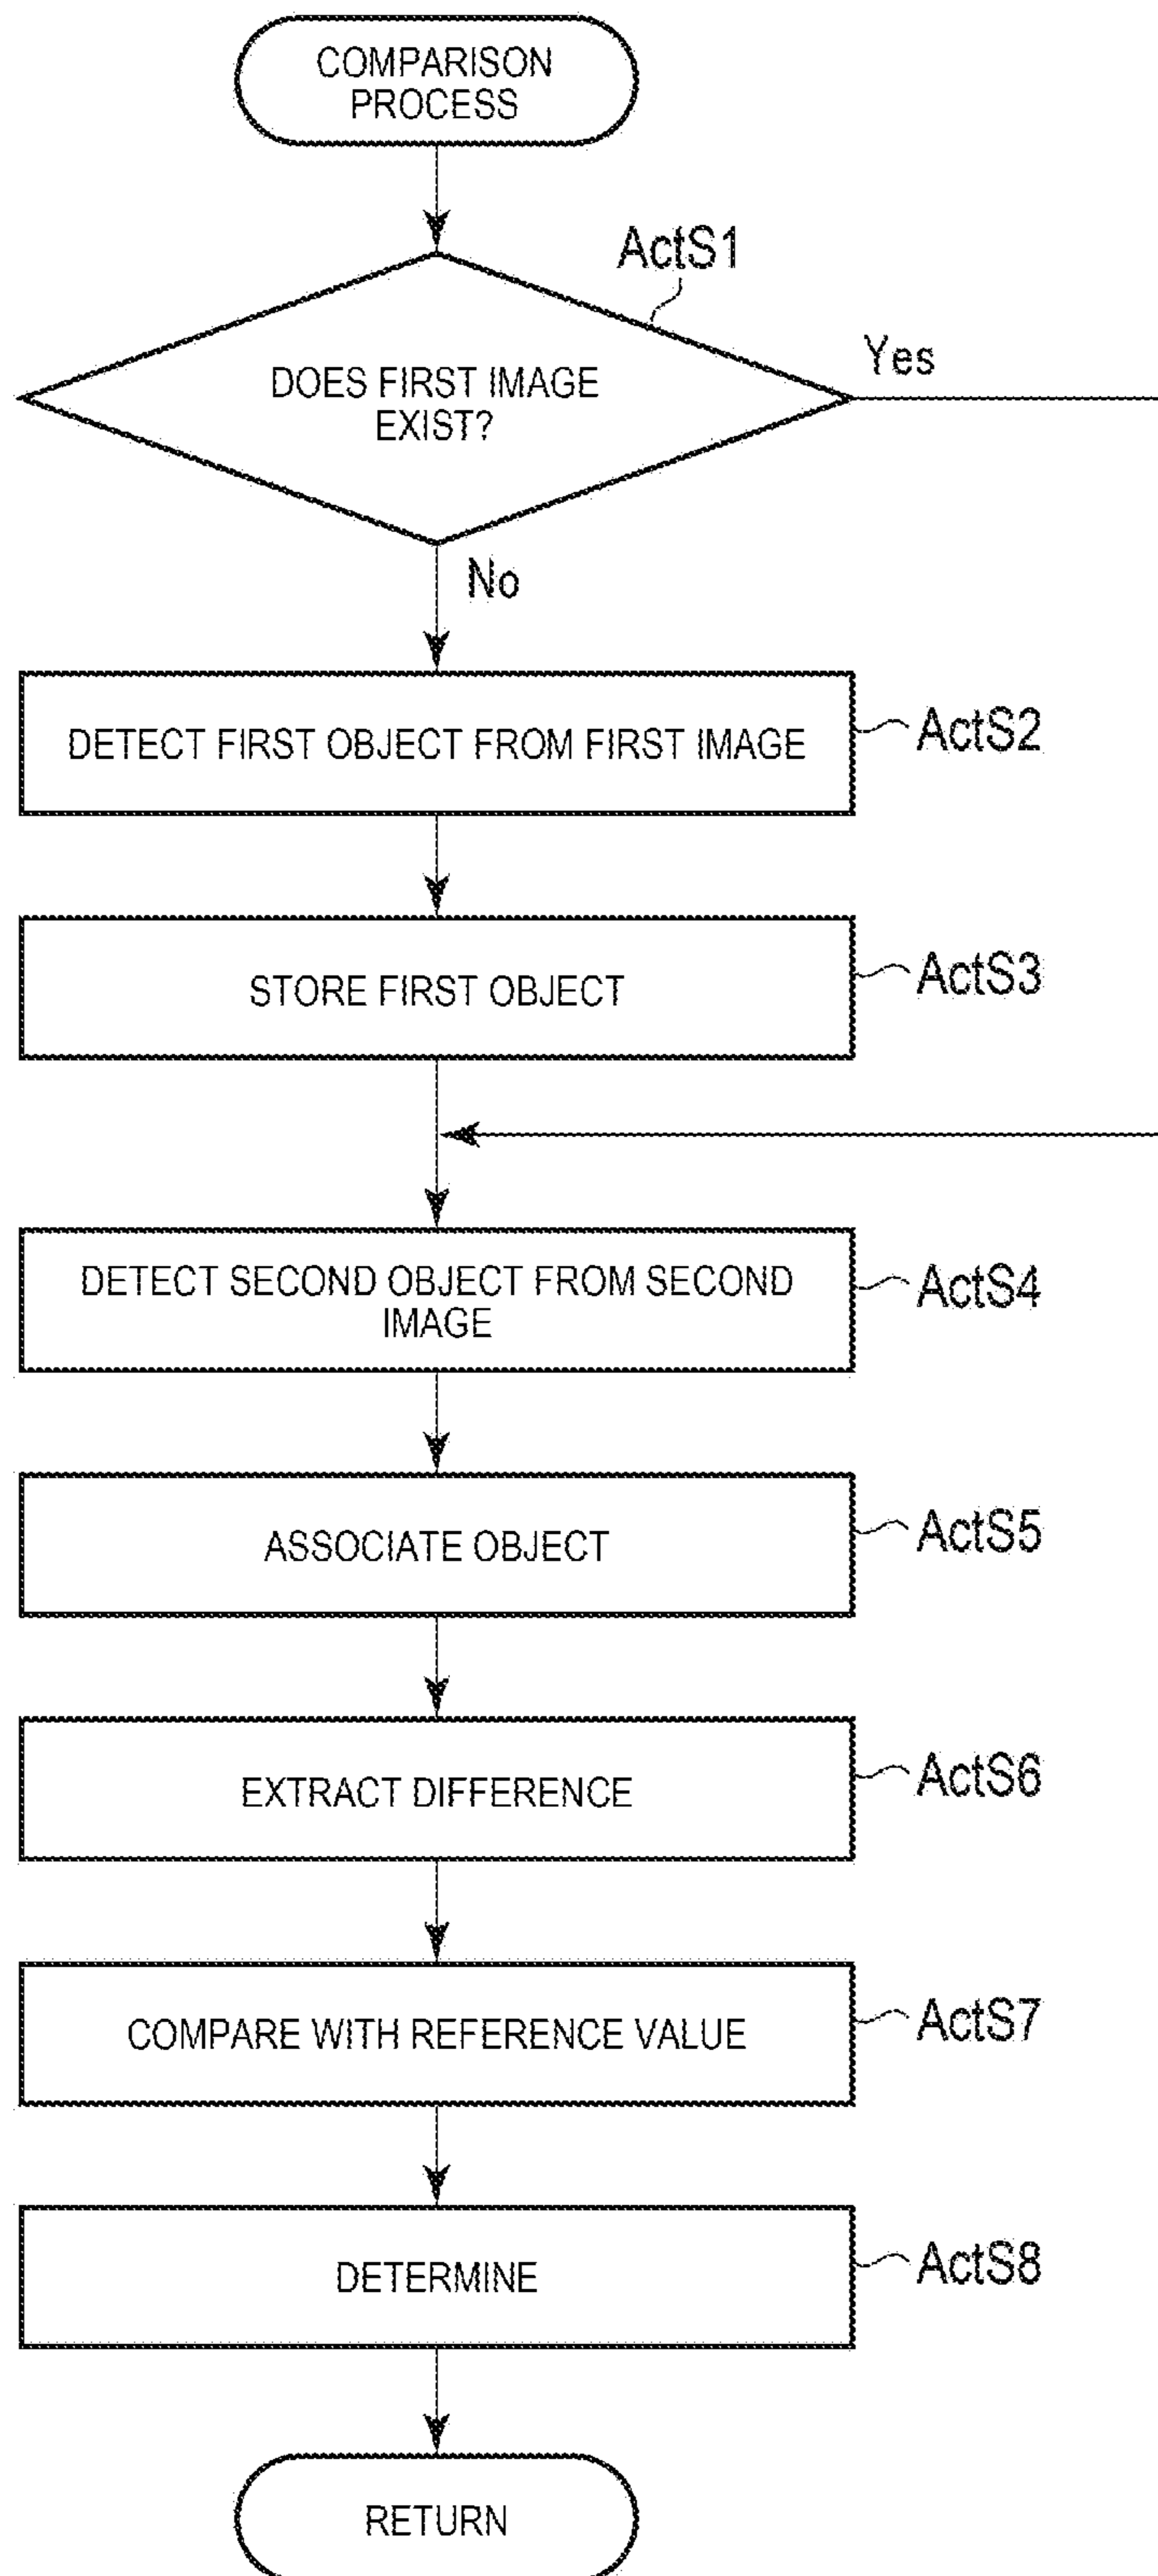 COMPARISON
PROCESS
ActS1
DOES FIRST IMAGE
EXIST?
Yes
No
DETECT FIRST OBJECT FROM FIRST IMAGE
ActS2
STORE FIRST OBJECT
ActS3
DETECT SECOND OBJECT FROM SECOND
IMAGE
ActS4
ASSOCIATE OBJECT
ActS5
EXTRACT DIFFERENCE
ActS6
COMPARE WITH REFERENCE VALUE
ActS7
DETERMINE
ActS8
RETURN